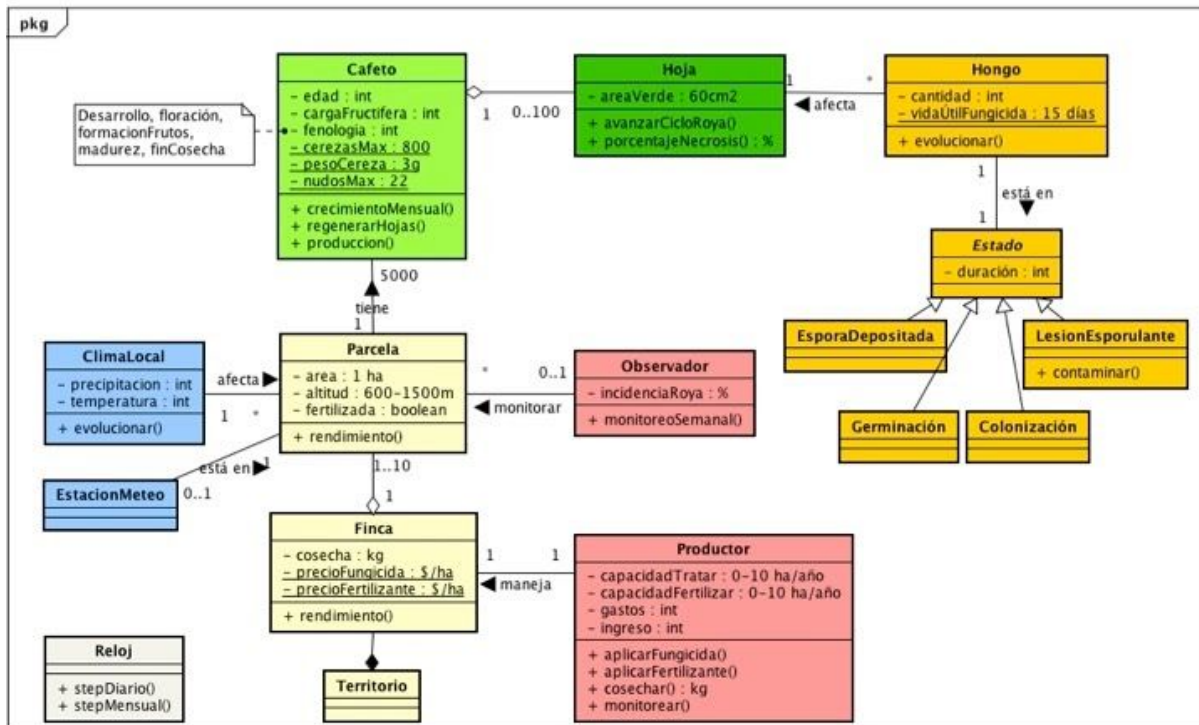 pkg
Cafeto
- edad : int
- cargaFructifera : int
- fenologia : int
- cerezasMax : 800
- pesoCereza : 3g
- nudosMax : 22
+ crecimientoMensual()
+ regenerarHojas()
+ produccion()
Desarrollo, floración,
formacionFrutos,
madurez, finCosecha
1
0..100
Hoja
- areaVerde : 60cm2
+ avanzarCicloRoya()
+ porcentajeNecrosis() : %
1
*
afecta
Hongo
- cantidad : int
- vidaÚtilFungicida : 15 días
+ evolucionar()
1
está en
1
Estado
- duración : int
EsporaDepositada
LesionEsporulante
+ contaminar()
Germinación
Colonización
5000
tiene
1
ClimaLocal
- precipitacion : int
- temperatura : int
+ evolucionar()
afecta
1
*
Parcela
- area : 1 ha
- altitud : 600-1500m
- fertilizada : boolean
+ rendimiento()
*
0..1
monitorar
Observador
- incidenciaRoya : %
+ monitoreoSemanal()
está en
1
0..1
EstacionMeteo
1..10
1
Finca
- cosecha : kg
- precioFungicida : $/ha
- precioFertilizante : $/ha
+ rendimiento()
1
1
maneja
Productor
- capacidadTratar : 0-10 ha/año
- capacidadFertilizar : 0-10 ha/año
- gastos : int
- ingreso : int
+ aplicarFungicida()
+ aplicarFertilizante()
+ cosechar() : kg
+ monitorear()
Reloj
+ stepDiario()
+ stepMensual()
Territorio